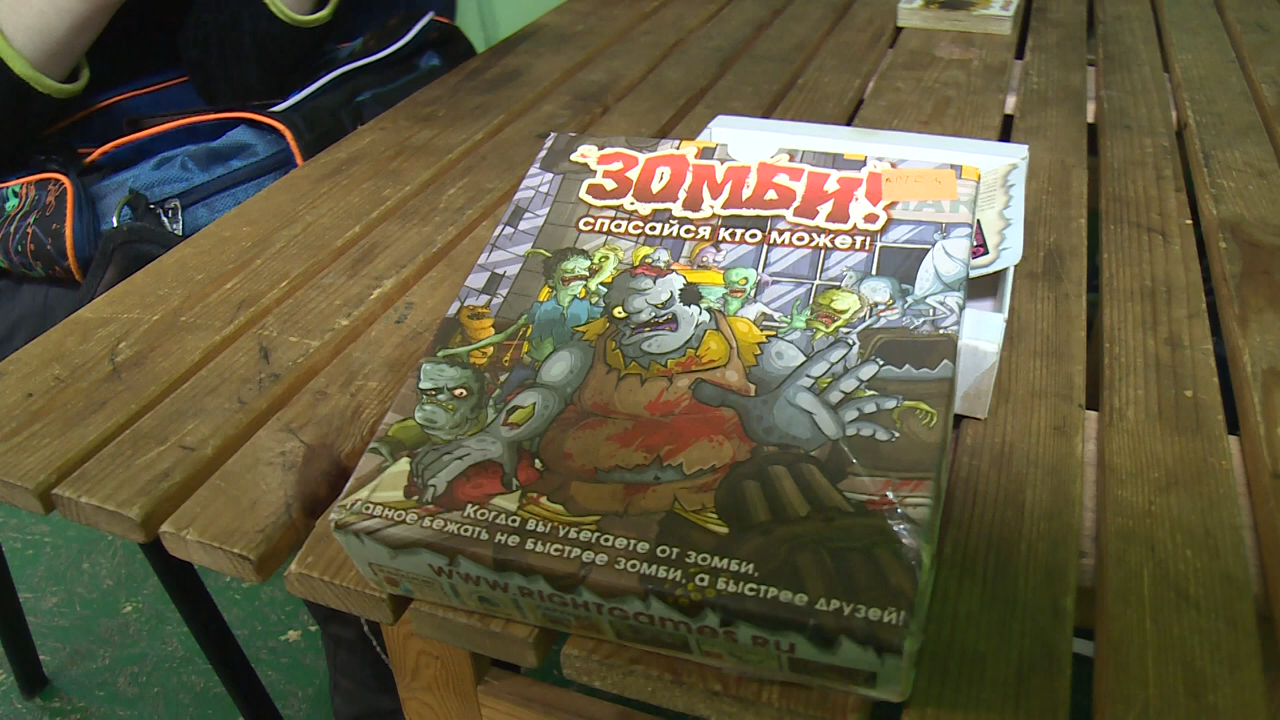 ЗОМБИ!
СПАСАЙСЯ КТО МОЖЕТ!
Когда вы убегаете от зомби,
главное бежать не быстрее зомби, а быстрее друзей!
www.RIGHTGAMES.RU